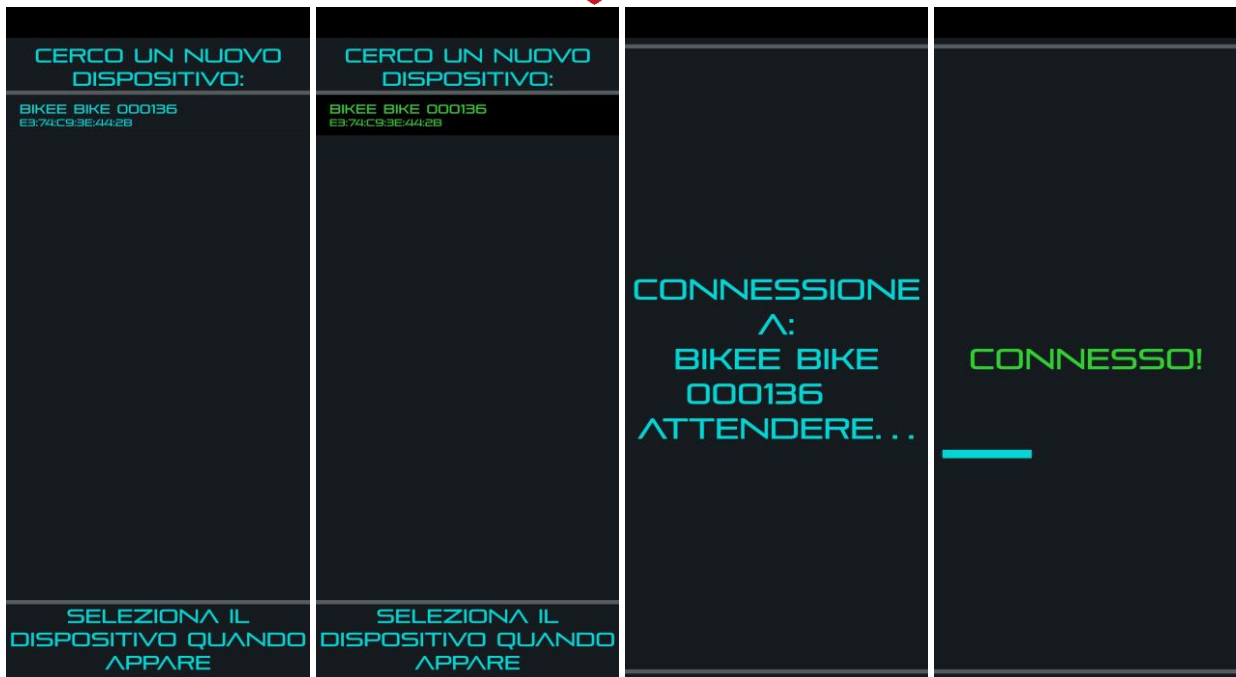 CERCO UN NUOVO
DISPOSITIVO:
BIKEE BIKE 000136
E3:74:C9:3E:44:2B
SELEZIONA IL
DISPOSITIVO QUANDO
APPARE
CERCO UN NUOVO
DISPOSITIVO:
BIKEE BIKE 000136
E3:74:C9:3E:44:2B
SELEZIONA IL
DISPOSITIVO QUANDO
APPARE
CONNESSIONE
A:
BIKEE BIKE
000136
ATTENDERE...
CONNESSO!